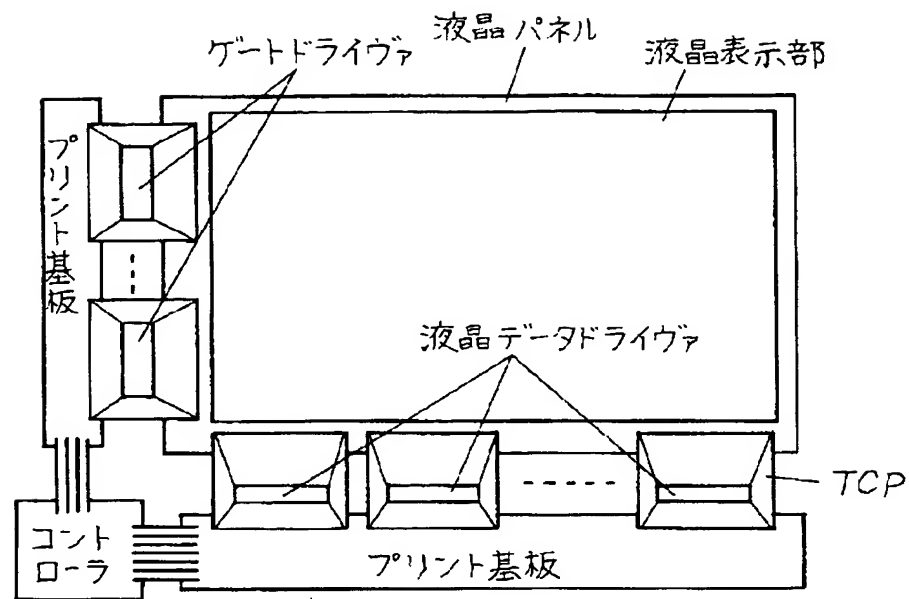 液晶パネル
ゲートドライヴァ
液晶表示部
プリント基板
液晶データドライヴァ
TCP
コント
ローラ
プリント基板